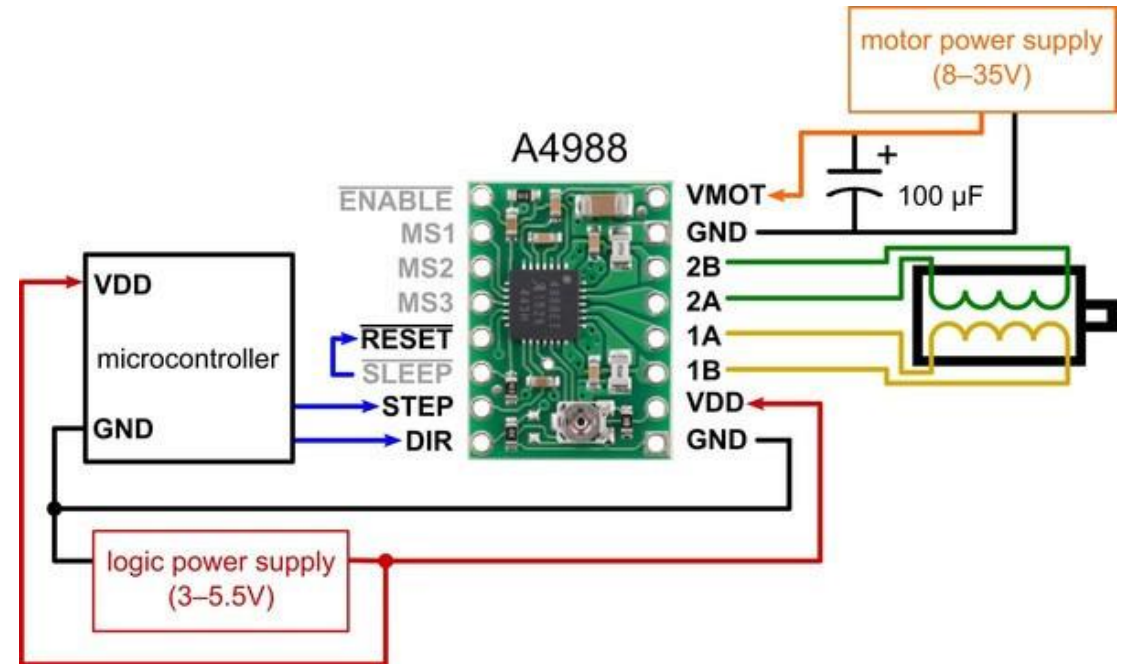 motor power supply
(8–35V)
A4988
+
100 µF
ENABLE
MS1
MS2
MS3
RESET
SLEEP
STEP
DIR
VMOT
GND
2B
2A
1A
1B
VDD
GND
VDD
microcontroller
GND
logic power supply
(3–5.5V)